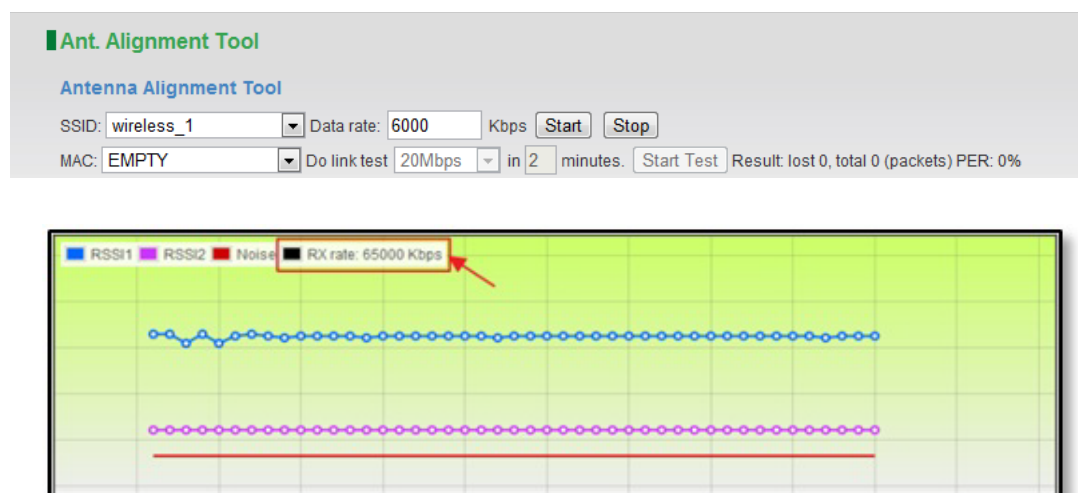 Ant. Alignment Tool
Antenna Alignment Tool
SSID: wireless_1 Data rate: 6000 Kbps Start Stop
MAC: EMPTY Do link test 20Mbps in 2 minutes. Start Test Result: lost 0, total 0 (packets) PER: 0%
RSSI1 RSSI2 Noise RX rate: 65000 Kbps